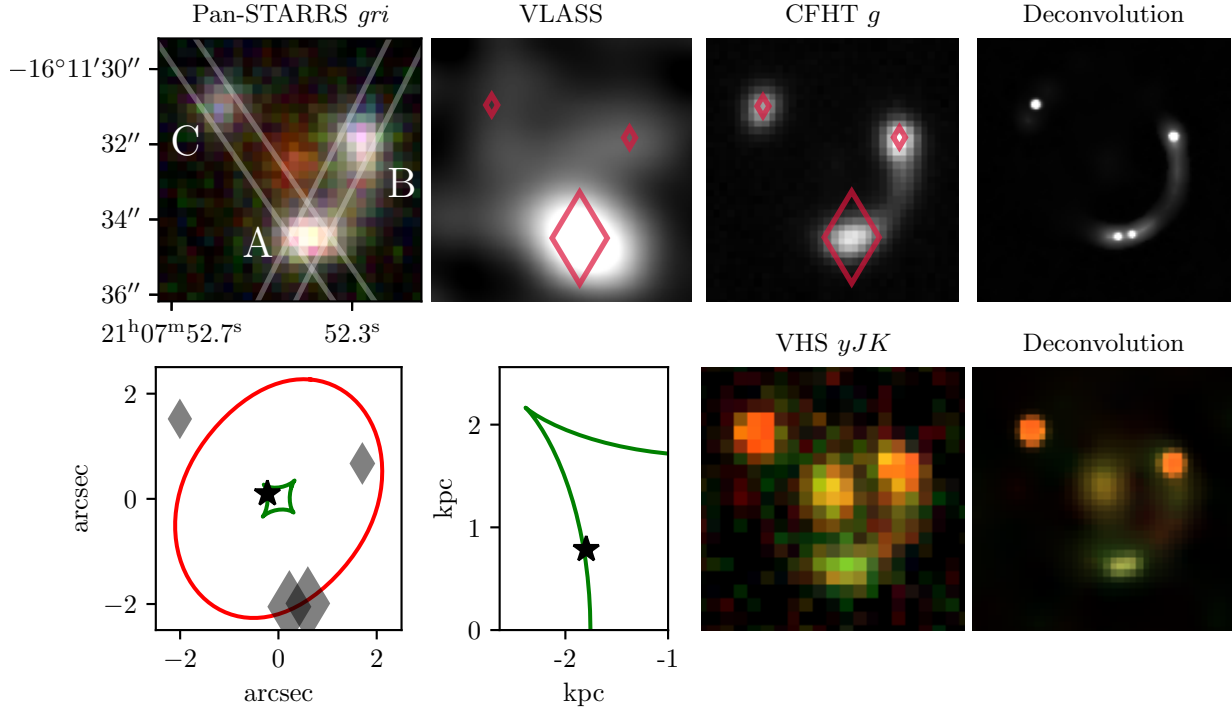 Pan-STARRS gri
VLASS
CFHT g
Deconvolution
−16°11′30″
32″
34″
36″
C
B
A
21ʰ07ᵐ52.7ˢ
52.3ˢ
VHS yJK
Deconvolution
arcsec
2
0
−2
−2
0
2
arcsec
kpc
2
1
0
-2
-1
kpc